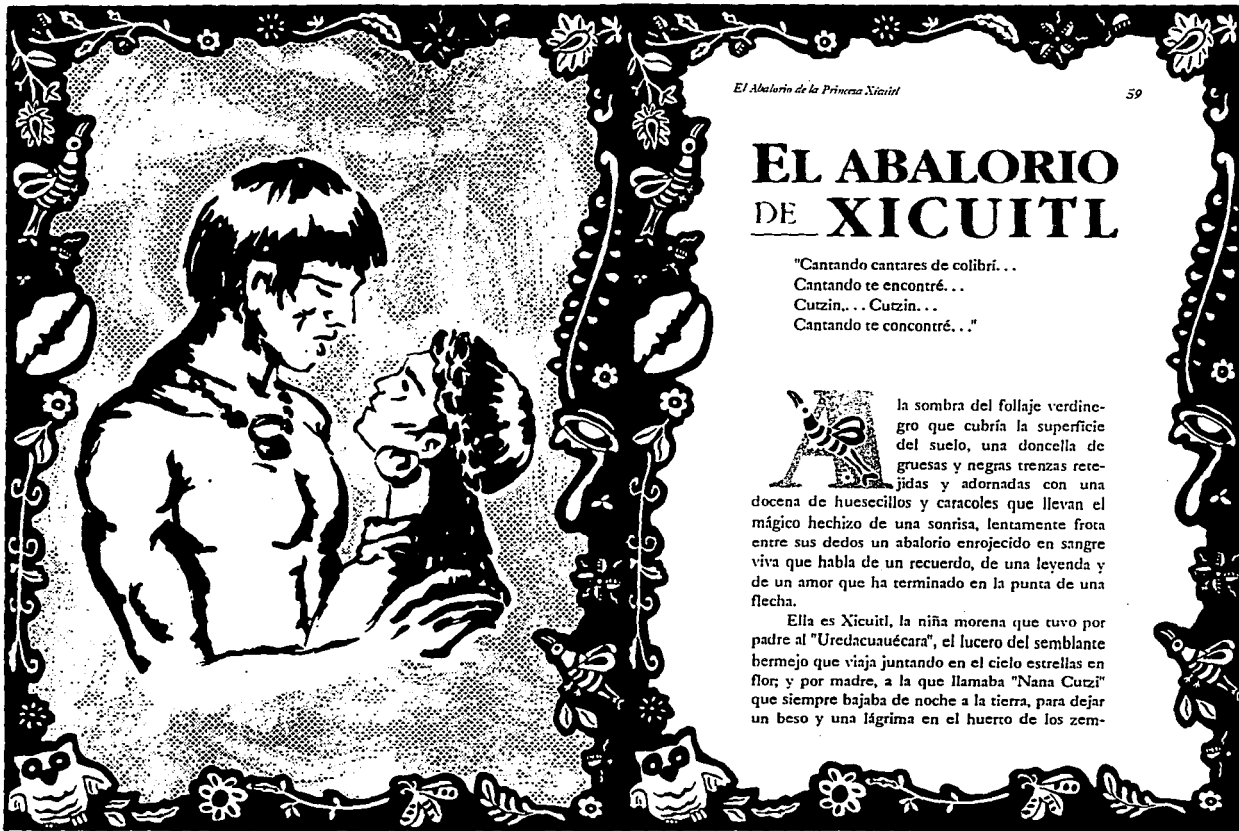 El Abalorio de la Princesa Xicuitl
59
EL ABALORIO
DE XICUITL
"Cantando cantares de colibrí...
Cantando te encontré...
Cutzin,... Cutzin...
Cantando te concontré..."
A la sombra del follaje verdine-
gro que cubría la superficie
del suelo, una doncella de
gruesas y negras trenzas rete-
jidas y adornadas con una
docena de huesecillos y caracoles que llevan el
mágico hechizo de una sonrisa, lentamente frota
entre sus dedos un abalorio enrojecido en sangre
viva que habla de un recuerdo, de una leyenda y
de un amor que ha terminado en la punta de una
flecha.
Ella es Xicuitl, la niña morena que tuvo por
padre al "Uredacuauécara", el lucero del semblante
bermejo que viaja juntando en el cielo estrellas en
flor; y por madre, a la que llamaba "Nana Cutzi"
que siempre bajaba de noche a la tierra, para dejar
un beso y una lágrima en el huerto de los zem-